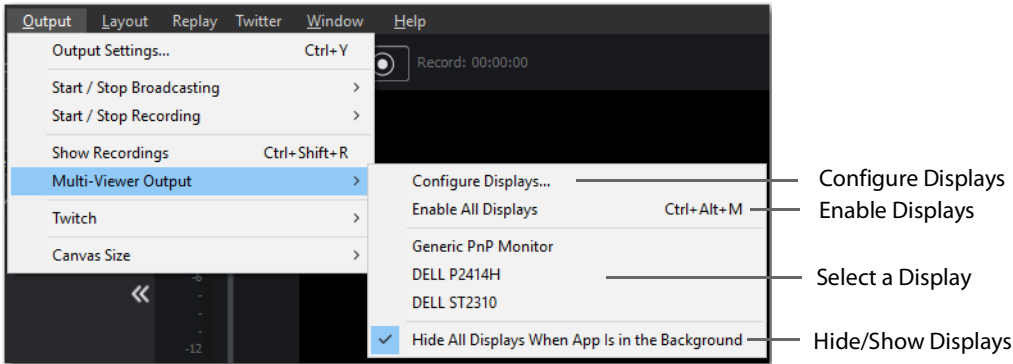 Output Layout Replay Twitter Window Help
Output Settings... Ctrl+Y
Record: 00:00:00
Start / Stop Broadcasting
Start / Stop Recording
Show Recordings Ctrl+Shift+R
Multi-Viewer Output
Configure Displays... Configure Displays
Enable All Displays Ctrl+Alt+M Enable Displays
Twitch
Generic PnP Monitor
Canvas Size
DELL P2414H Select a Display
-6
DELL ST2310
Hide All Displays When App Is in the Background Hide/Show Displays
-12